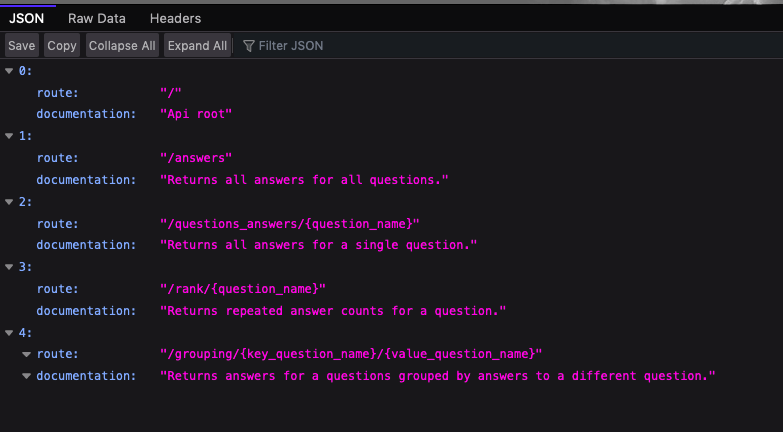 JSON Raw Data Headers
Save Copy Collapse All Expand All Filter JSON
0:
route: "/"
documentation: "Api root"
1:
route: "/answers"
documentation: "Returns all answers for all questions."
2:
route: "/questions_answers/{question_name}"
documentation: "Returns all answers for a single question."
3:
route: "/rank/{question_name}"
documentation: "Returns repeated answer counts for a question."
4:
route: "/grouping/{key_question_name}/{value_question_name}"
documentation: "Returns answers for a questions grouped by answers to a different question."